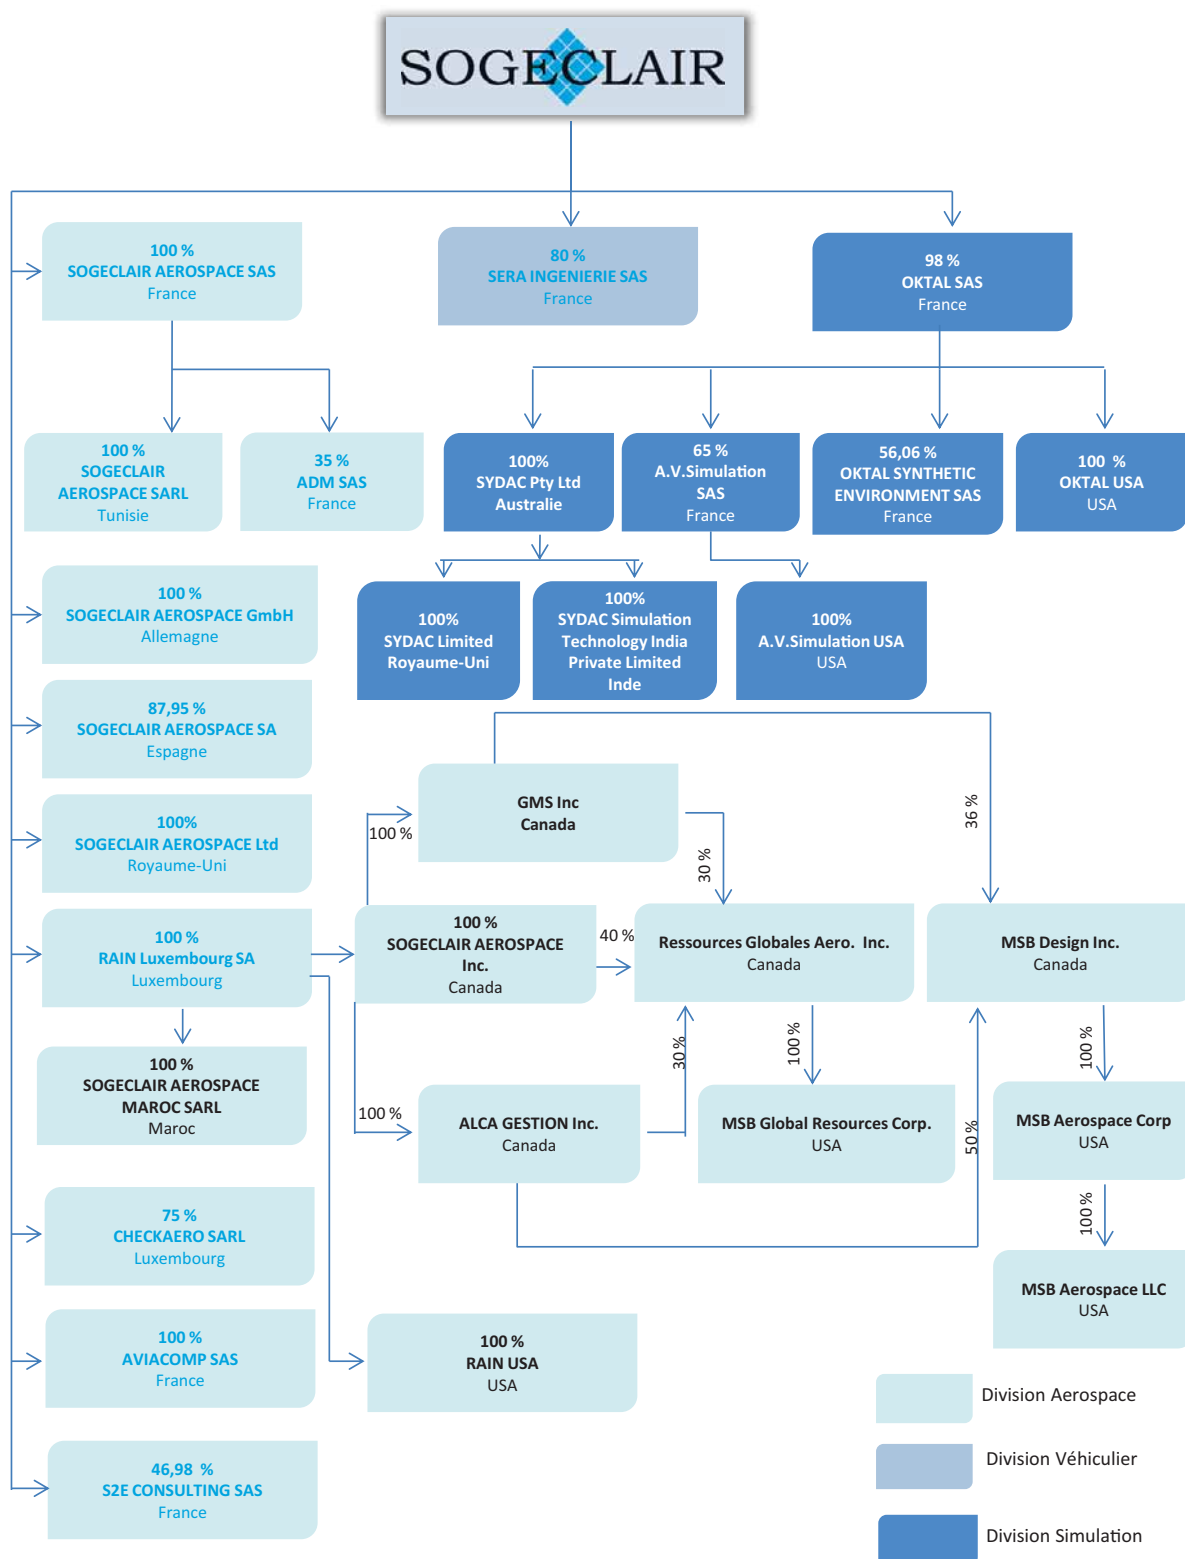 SOGECLAIR
100 %
SOGECLAIR AEROSPACE SAS
France
80 %
SERA INGENIERIE SAS
France
98 %
OKTAL SAS
France
100 %
SOGECLAIR
AEROSPACE SARL
Tunisie
35 %
ADM SAS
France
100%
SYDAC Pty Ltd
Australie
65 %
A.V.Simulation
SAS
France
56,06 %
OKTAL SYNTHETIC
ENVIRONMENT SAS
France
100 %
OKTAL USA
USA
100 %
SOGECLAIR AEROSPACE GmbH
Allemagne
100%
SYDAC Limited
Royaume-Uni
100%
SYDAC Simulation
Technology India
Private Limited
Inde
100%
A.V.Simulation USA
USA
87,95 %
SOGECLAIR AEROSPACE SA
Espagne
GMS Inc
Canada
100 %
30 %
36 %
100%
SOGECLAIR AEROSPACE Ltd
Royaume-Uni
100 %
RAIN Luxembourg SA
Luxembourg
100 %
SOGECLAIR AEROSPACE
Inc.
Canada
40 %
Ressources Globales Aero. Inc.
Canada
MSB Design Inc.
Canada
100 %
SOGECLAIR AEROSPACE
MAROC SARL
Maroc
100 %
30 %
100 %
50 %
100 %
ALCA GESTION Inc.
Canada
MSB Global Resources Corp.
USA
MSB Aerospace Corp
USA
100 %
75 %
CHECKAERO SARL
Luxembourg
MSB Aerospace LLC
USA
100 %
AVIACOMP SAS
France
100 %
RAIN USA
USA
46,98 %
S2E CONSULTING SAS
France
Division Aerospace
Division Véhiculier
Division Simulation